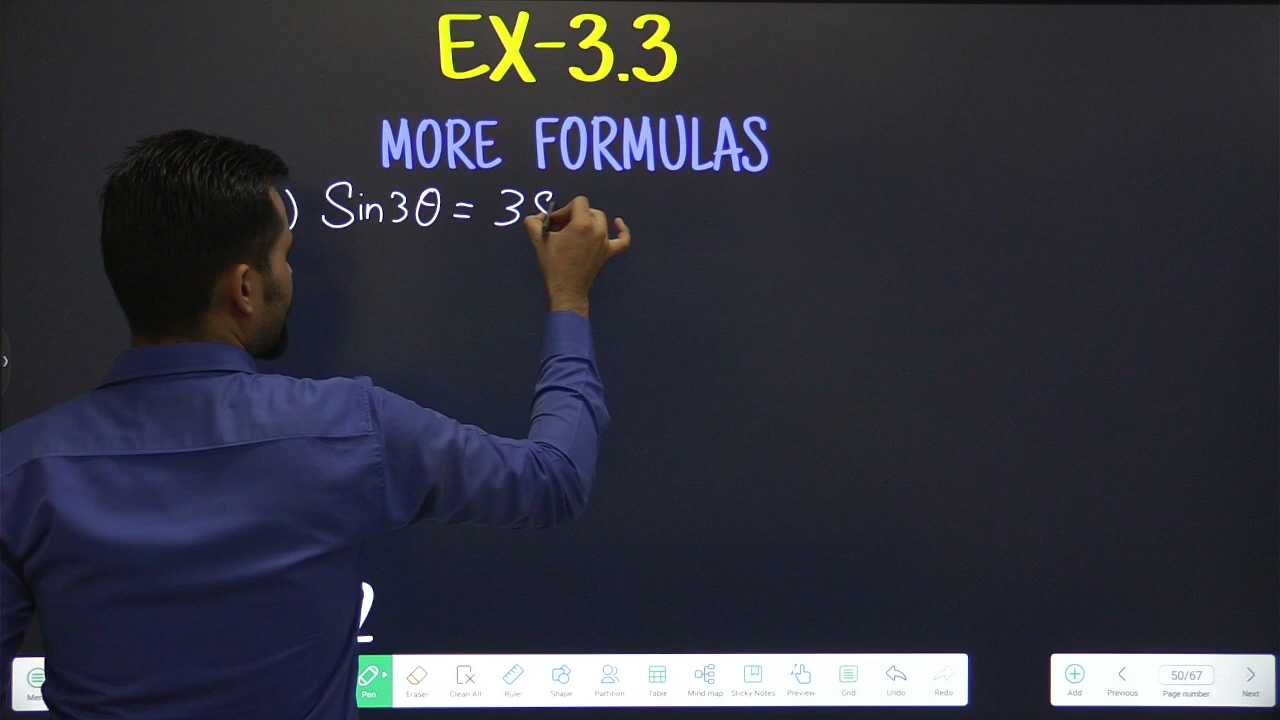 EX-3.3
MORE FORMULAS
) Sin3θ = 3S
2
Pen
Eraser
Clean All
Ruler
Shape
Partition
Table
Mind map
Sticky-Notes
Preview
Grid
Undo
Redo
Add
Previous
50/67
Page number
Next